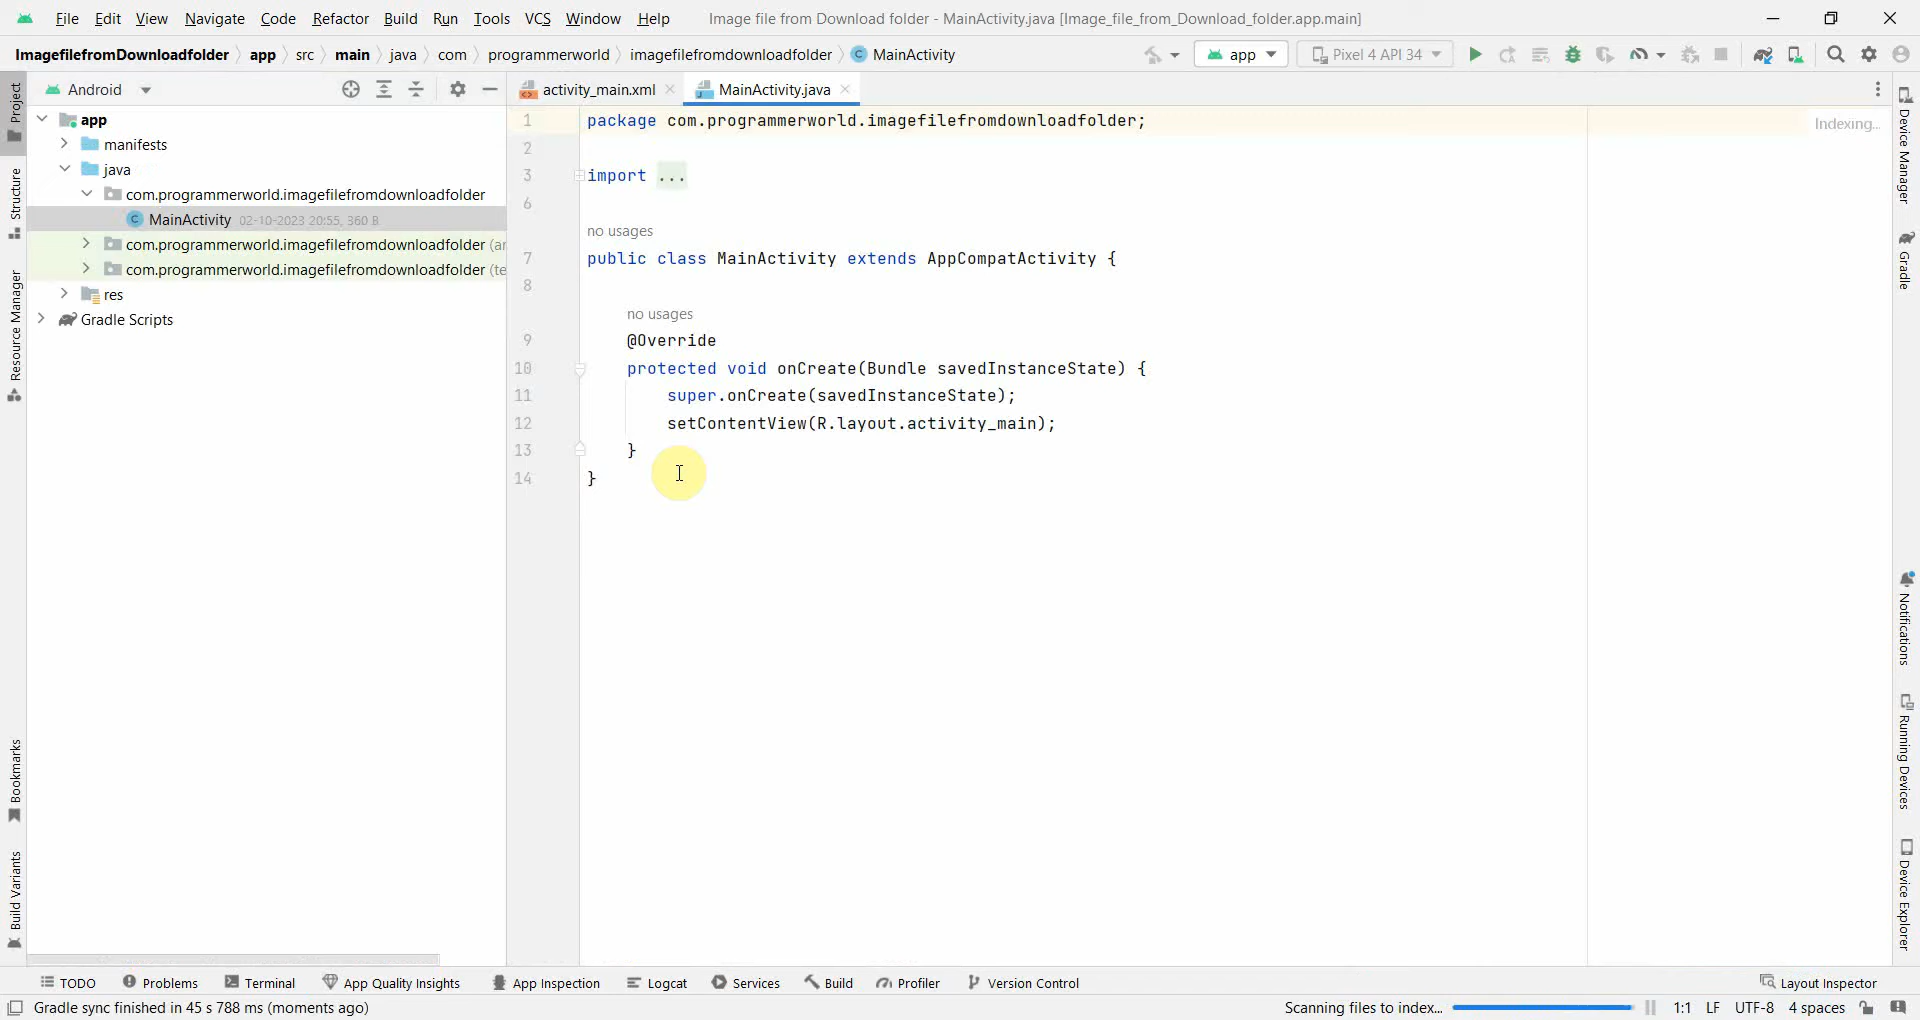 File Edit View Navigate Code Refactor Build Run Tools VCS Window Help Image file from Download folder - MainActivity.java [Image_file_from_Download_folder.app.main]
ImagefilefromDownloadfolder app src main java com programmerworld imagefilefromdownloadfolder MainActivity app Pixel 4 API 34
Project
Structure
Resource Manager
Bookmarks
Build Variants
Android
app
manifests
java
com.programmerworld.imagefilefromdownloadfolder
MainActivity 02-10-2023 20:55, 360 B
com.programmerworld.imagefilefromdownloadfolder (ar
com.programmerworld.imagefilefromdownloadfolder (te
res
Gradle Scripts
activity_main.xml MainActivity.java
Indexing...
1 package com.programmerworld.imagefilefromdownloadfolder;
2
3 import ...
6
no usages
7 public class MainActivity extends AppCompatActivity {
8
no usages
9 @Override
10 protected void onCreate(Bundle savedInstanceState) {
11 super.onCreate(savedInstanceState);
12 setContentView(R.layout.activity_main);
13 }
14 }
Device Manager
Gradle
Notifications
Running Devices
Device Explorer
TODO Problems Terminal App Quality Insights App Inspection Logcat Services Build Profiler Version Control Layout Inspector
Gradle sync finished in 45 s 788 ms (moments ago) Scanning files to index... 1:1 LF UTF-8 4 spaces